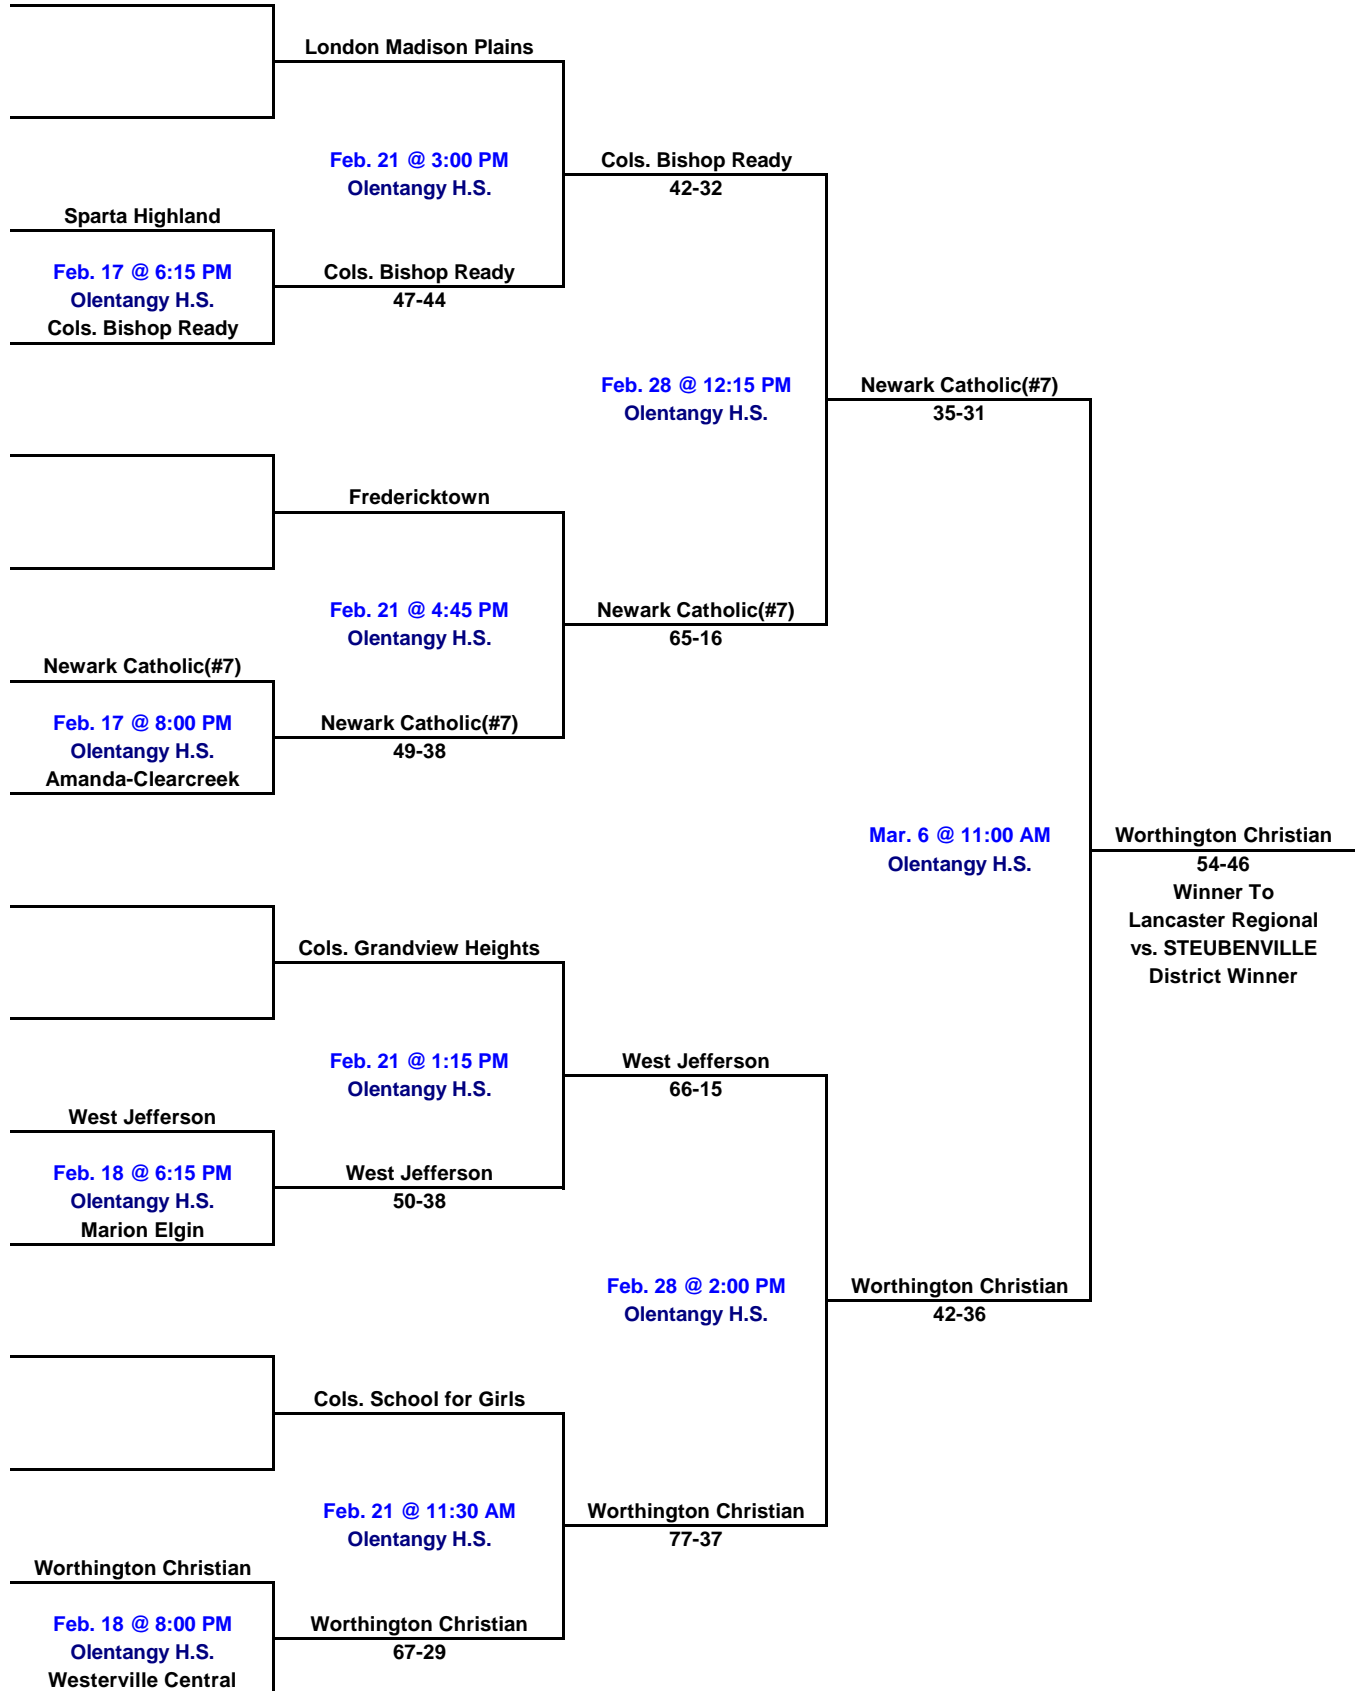 London Madison Plains
Feb. 21 @ 3:00 PM
Olentangy H.S.
Cols. Bishop Ready
42-32
Sparta Highland
Feb. 17 @ 6:15 PM
Olentangy H.S.
Cols. Bishop Ready
Cols. Bishop Ready
47-44
Feb. 28 @ 12:15 PM
Olentangy H.S.
Newark Catholic(#7)
35-31
Fredericktown
Feb. 21 @ 4:45 PM
Olentangy H.S.
Newark Catholic(#7)
65-16
Newark Catholic(#7)
Feb. 17 @ 8:00 PM
Olentangy H.S.
Amanda-Clearcreek
Newark Catholic(#7)
49-38
Mar. 6 @ 11:00 AM
Olentangy H.S.
Worthington Christian
54-46
Winner To
Lancaster Regional
vs. STEUBENVILLE
District Winner
Cols. Grandview Heights
Feb. 21 @ 1:15 PM
Olentangy H.S.
West Jefferson
66-15
West Jefferson
Feb. 18 @ 6:15 PM
Olentangy H.S.
Marion Elgin
West Jefferson
50-38
Feb. 28 @ 2:00 PM
Olentangy H.S.
Worthington Christian
42-36
Cols. School for Girls
Feb. 21 @ 11:30 AM
Olentangy H.S.
Worthington Christian
77-37
Worthington Christian
Feb. 18 @ 8:00 PM
Olentangy H.S.
Westerville Central
Worthington Christian
67-29